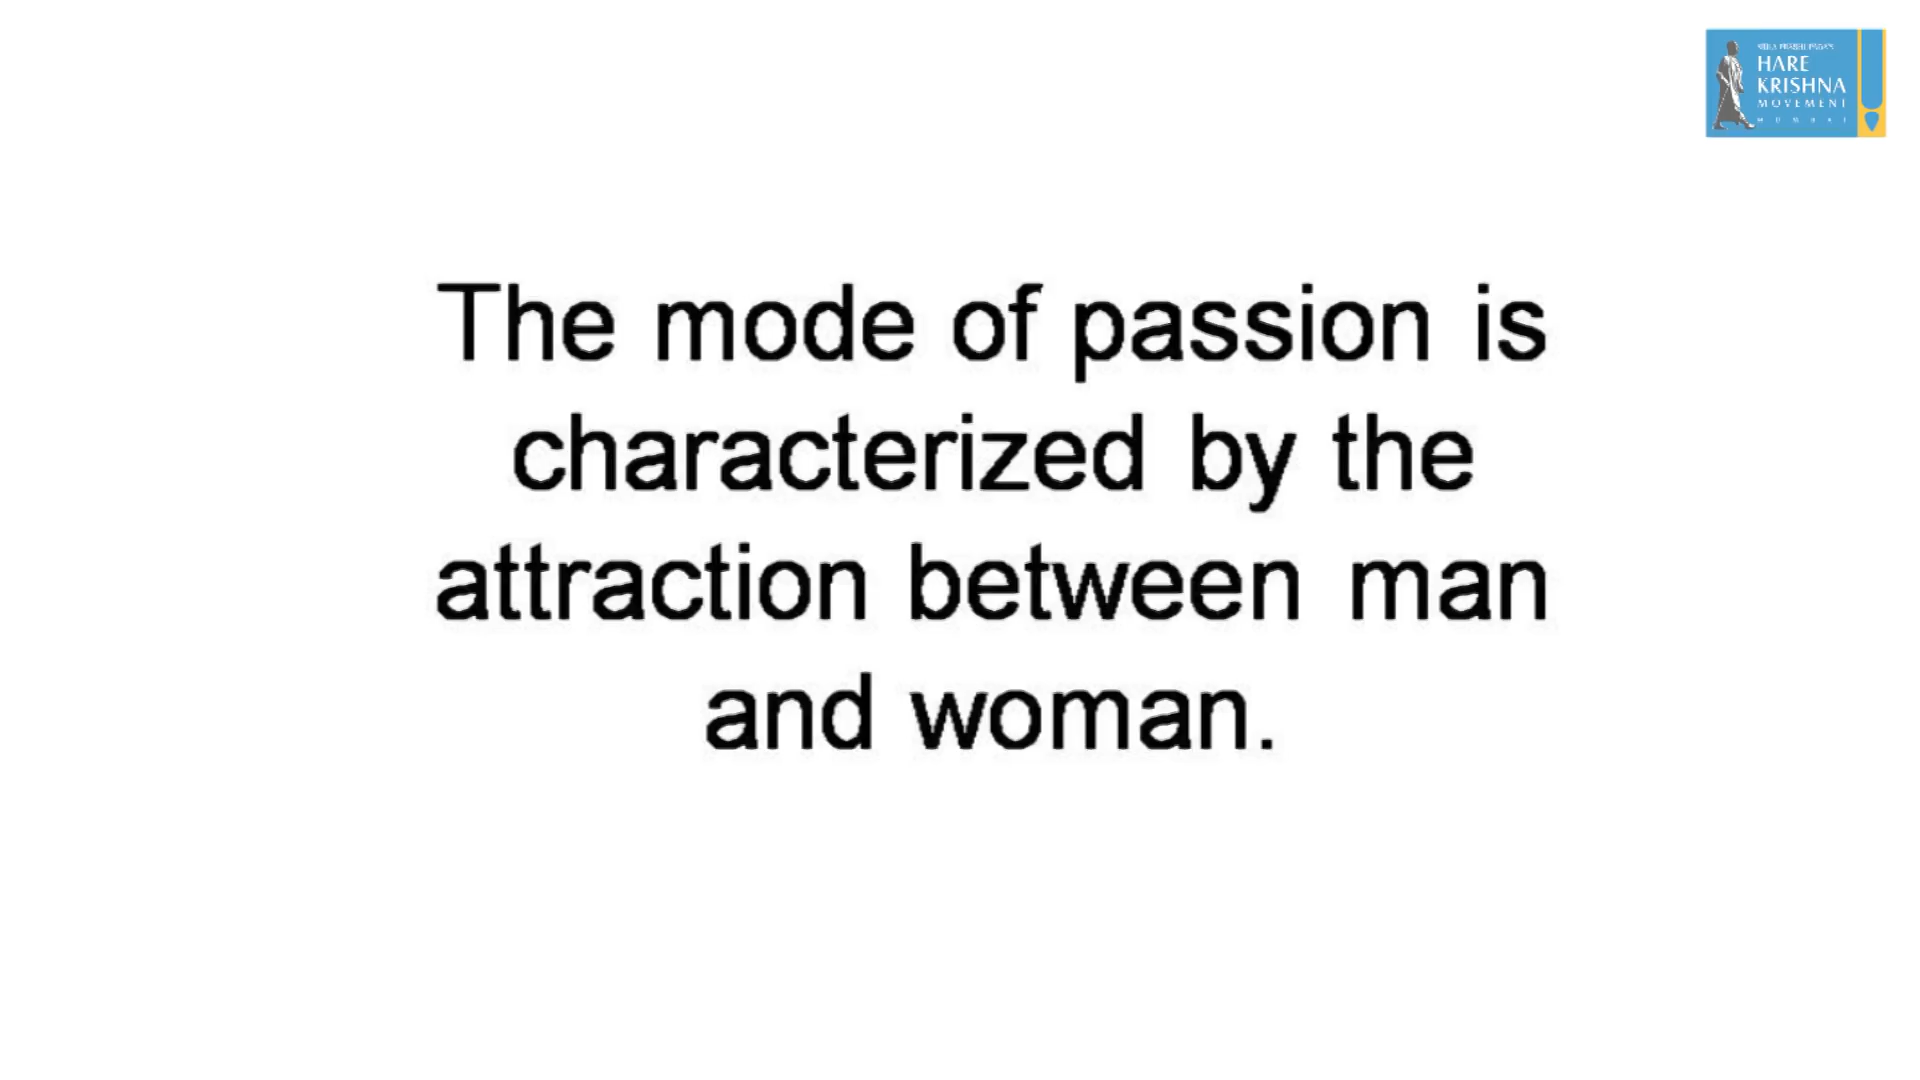 HARE
KRISHNA
MOVEMENT
The mode of passion is
characterized by the
attraction between man
and woman.